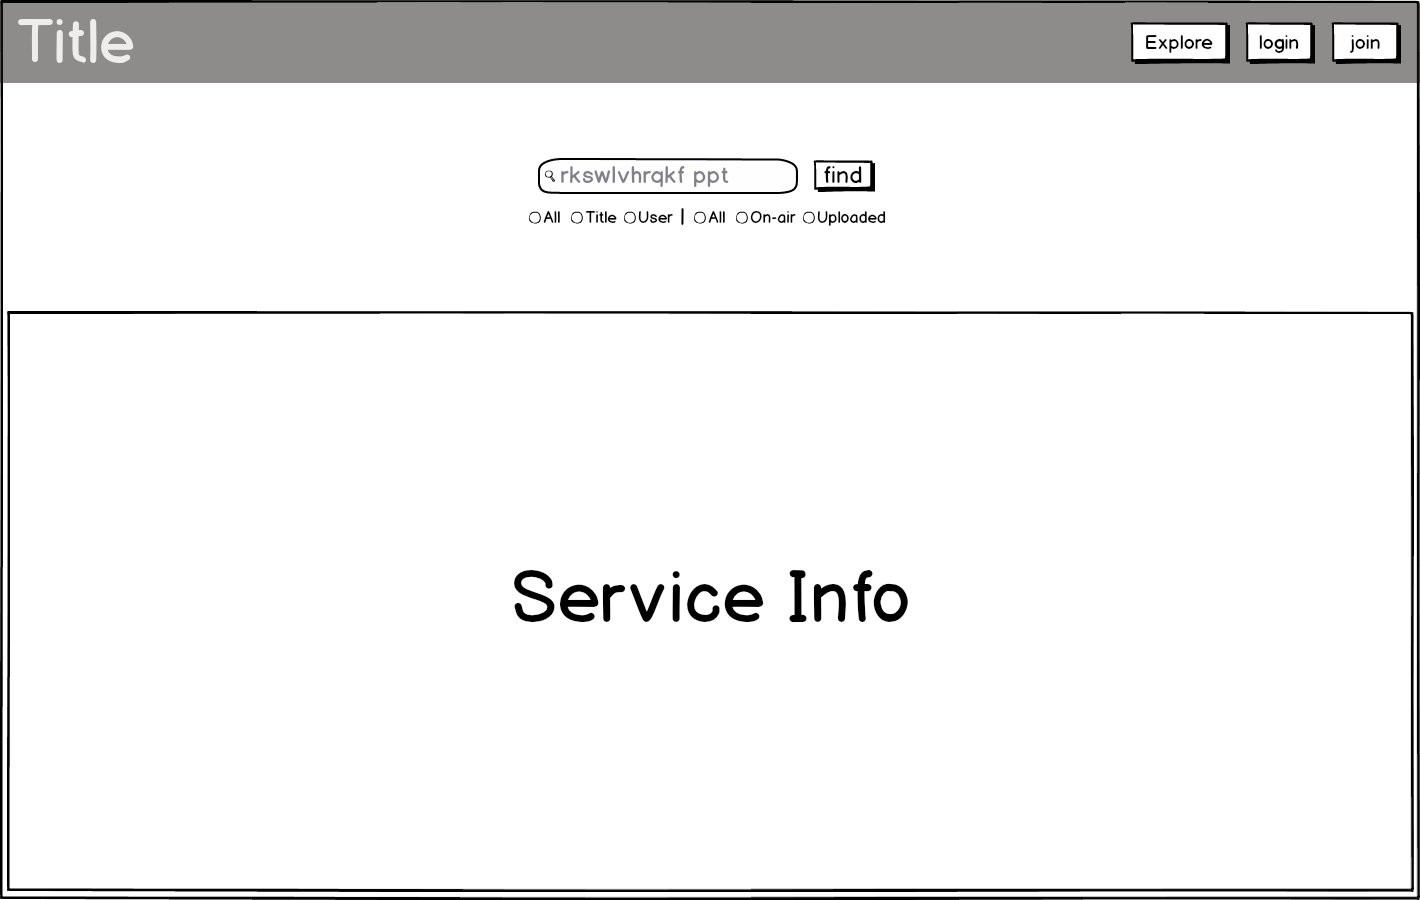 Title Explore login join
rkswlvhrqkf ppt find
All Title User | All On-air Uploaded
Service Info